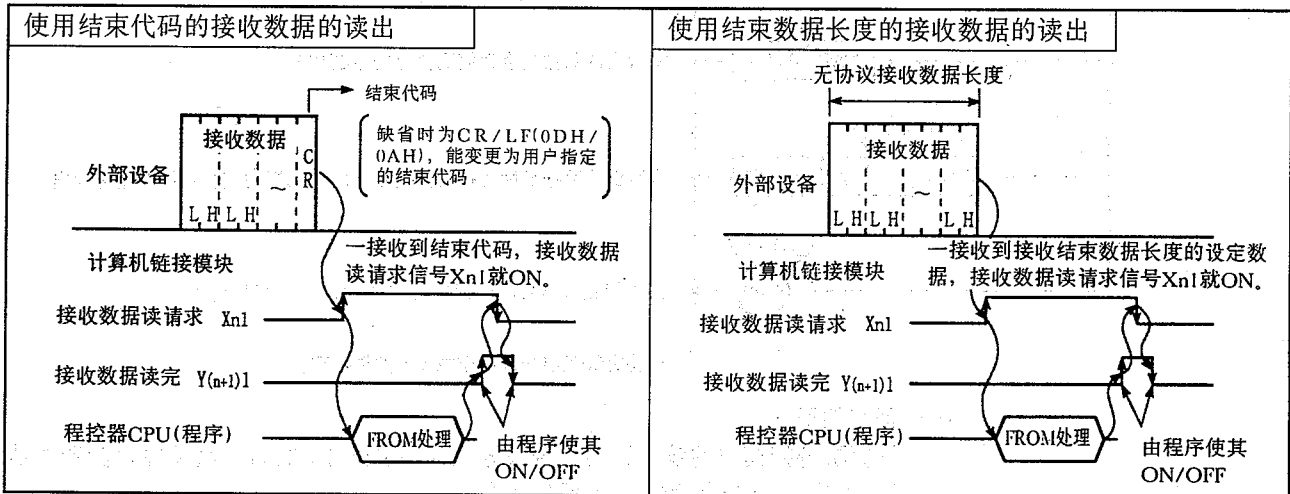 使用结束代码的接收数据的读出
结束代码
接收数据
C
R
缺省时为CR/LF(0DH/
0AH)，能变更为用户指定
的结束代码
外部设备
~
L H L H
一接收到结束代码，接收数据
读请求信号Xn1就ON。
计算机链接模块
接收数据读请求 Xn1
接收数据读完 Y(n+1)1
程控器CPU(程序)
FROM处理
由程序使其
ON/OFF
使用结束数据长度的接收数据的读出
无协议接收数据长度
接收数据
外部设备
~
L H L H L H
一接收到接收结束数据长度的设定数
据，接收数据读请求信号Xn1就ON。
计算机链接模块
接收数据读请求 Xn1
接收数据读完 Y(n+1)1
程控器CPU(程序)
FROM处理
由程序使其
ON/OFF